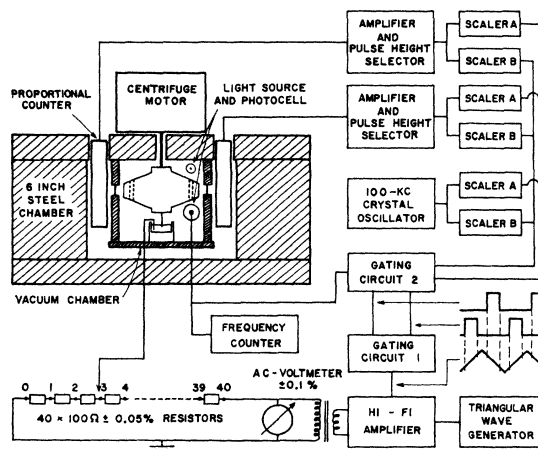 AMPLIFIER
AND
PULSE HEIGHT
SELECTOR
SCALER A
SCALER B
PROPORTIONAL
COUNTER
CENTRIFUGE
MOTOR
LIGHT SOURCE
AND PHOTOCELL
AMPLIFIER
AND
PULSE HEIGHT
SELECTOR
SCALER A
SCALER B
6 INCH
STEEL
CHAMBER
100-KC
CRYSTAL
OSCILLATOR
SCALER A
SCALER B
VACUUM CHAMBER
GATING
CIRCUIT 2
FREQUENCY
COUNTER
GATING
CIRCUIT 1
0 1 2 3 4 39 40
AC-VOLTMETER
±0.1 %
40 × 100Ω ± 0.05% RESISTORS
HI - FI
AMPLIFIER
TRIANGULAR
WAVE
GENERATOR